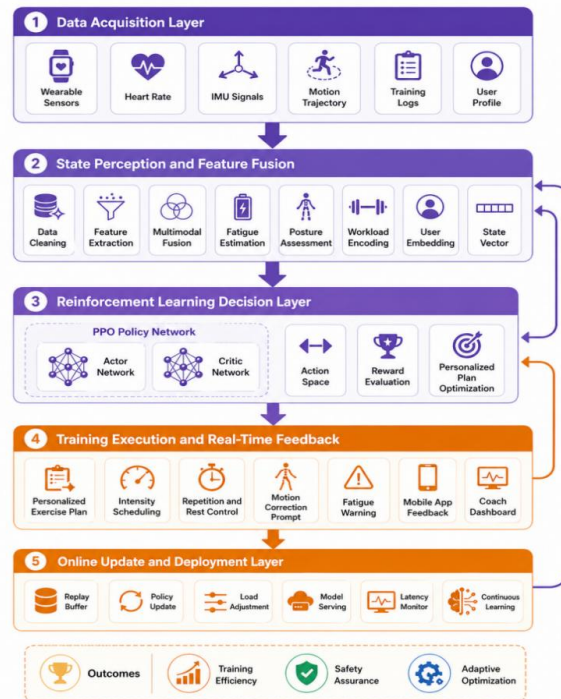 1 Data Acquisition Layer
Wearable
Sensors
Heart Rate
IMU Signals
Motion
Trajectory
Training
Logs
User
Profile
2 State Perception and Feature Fusion
Data
Cleaning
Feature
Extraction
Multimodal
Fusion
Fatigue
Estimation
Posture
Assessment
Workload
Encoding
User
Embedding
State
Vector
3 Reinforcement Learning Decision Layer
PPO Policy Network
Actor
Network
Critic
Network
Action
Space
Reward
Evaluation
Personalized
Plan
Optimization
4 Training Execution and Real-Time Feedback
Personalized
Exercise Plan
Intensity
Scheduling
Repetition and
Rest Control
Motion
Correction
Prompt
Fatigue
Warning
Mobile App
Feedback
Coach
Dashboard
5 Online Update and Deployment Layer
Replay
Buffer
Policy
Update
Load
Adjustment
Model
Serving
Latency
Monitor
Continuous
Learning
Outcomes
Training
Efficiency
Safety
Assurance
Adaptive
Optimization